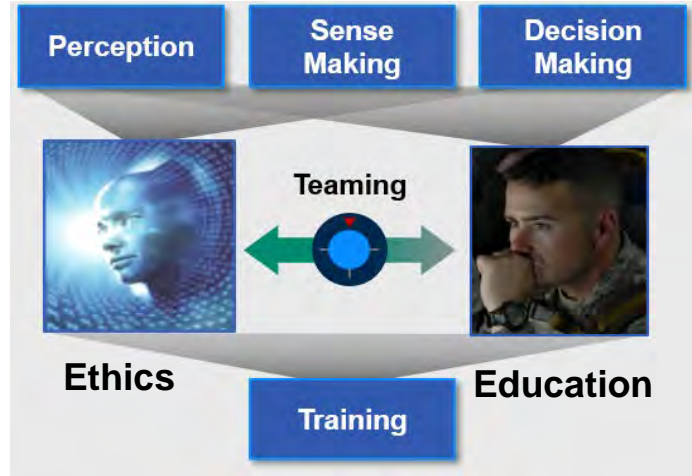 Perception
Sense
Making
Decision
Making
Teaming
Ethics
Education
Training